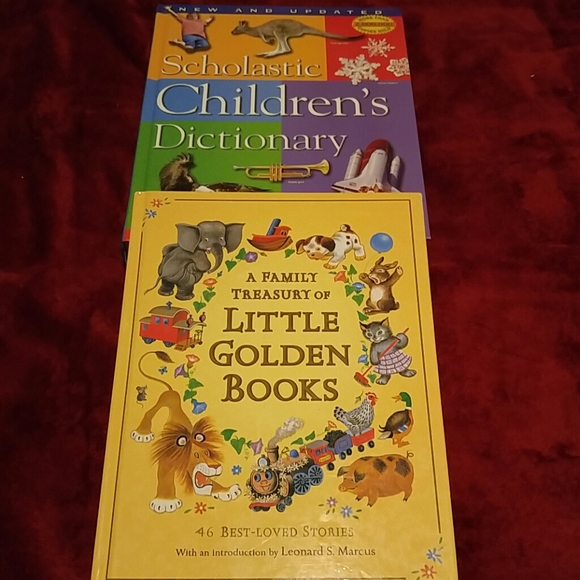 NEW AND UPDATED
Scholastic
Children's
Dictionary
A FAMILY
TREASURY OF
LITTLE
GOLDEN
BOOKS
46 BEST-LOVED STORIES
With an introduction by Leonard S. Marcus